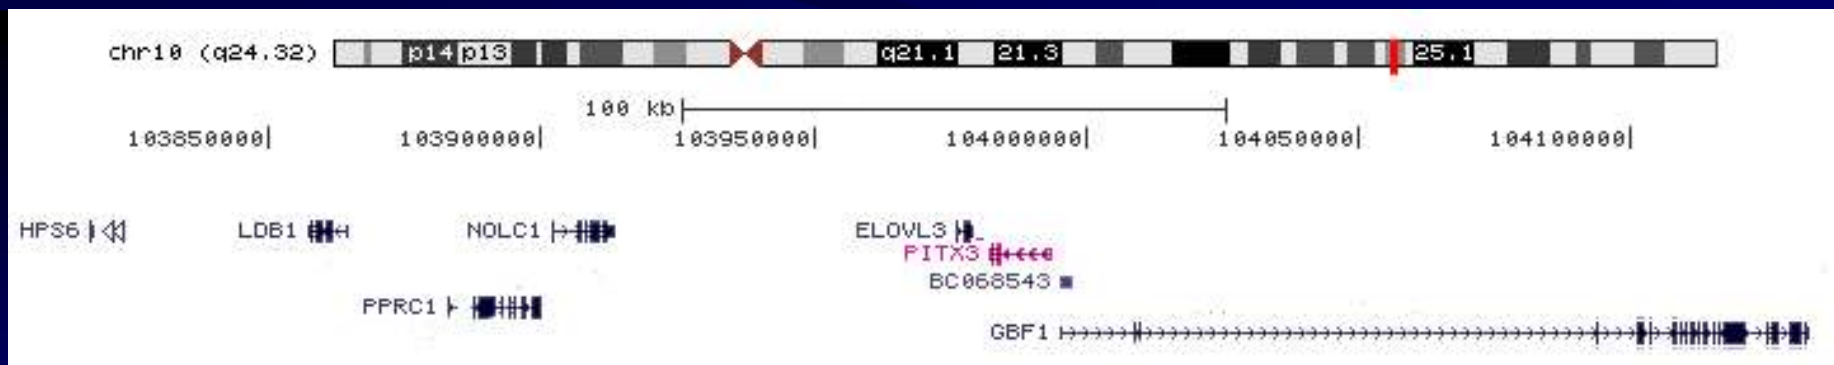 chr10 (q24.32) p14 p13 q21.1 21.3 25.1
100 kb
103850000| 103900000| 103950000| 104000000| 104050000| 104100000|
HPS6 LDB1 NOLC1 ELOVL3
PITX3
BC068543
PPRC1
GBF1